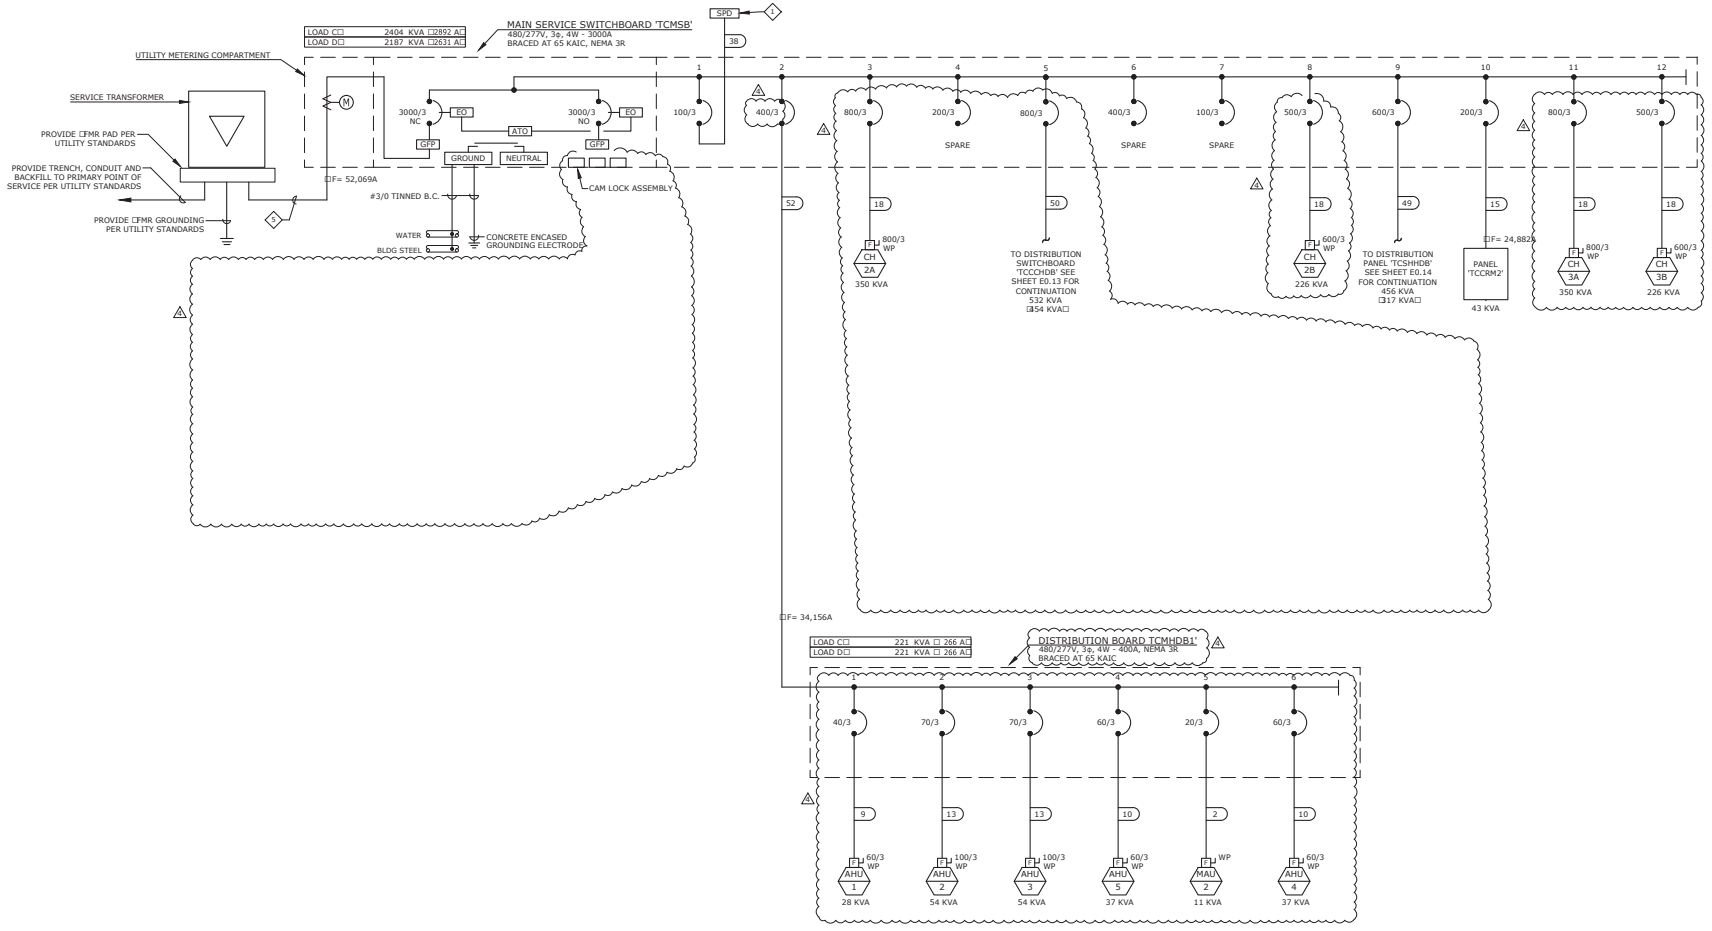 SPD
1
38
LOAD C□ 2404 KVA □2892 A□
LOAD D□ 2187 KVA □2631 A□
MAIN SERVICE SWITCHBOARD 'TCMSB'
480/277V, 3φ, 4W - 3000A
BRACED AT 65 KAIC, NEMA 3R
UTILITY METERING COMPARTMENT
SERVICE TRANSFORMER
PROVIDE □FMR PAD PER
UTILITY STANDARDS
PROVIDE TRENCH, CONDUIT AND
BACKFILL TO PRIMARY POINT OF
SERVICE PER UTILITY STANDARDS
PROVIDE □FMR GROUNDING
PER UTILITY STANDARDS
5
M
□F= 52,069A
3000/3
NC
EO
GFP
ATO
3000/3
NO
EO
GFP
GROUND
NEUTRAL
CAM LOCK ASSEMBLY
#3/0 TINNED B.C.
WATER
BLDG STEEL
CONCRETE ENCASED
GROUNDING ELECTRODE
4
1
100/3
2
4
400/3
52
3
800/3
4
18
F
800/3
WP
CH
2A
350 KVA
4
200/3
SPARE
5
800/3
50
TO DISTRIBUTION
SWITCHBOARD
'TCCCHDB' SEE
SHEET E0.13 FOR
CONTINUATION
532 KVA
□454 KVA□
6
400/3
SPARE
7
100/3
SPARE
8
500/3
4
18
F
600/3
WP
CH
2B
226 KVA
9
600/3
49
TO DISTRIBUTION
PANEL 'TCSHHDB'
SEE SHEET E0.14
FOR CONTINUATION
456 KVA
□317 KVA□
10
200/3
15
□F= 24,882A
PANEL
'TCCRM2'
43 KVA
11
800/3
4
18
F
800/3
WP
CH
3A
350 KVA
12
500/3
18
F
600/3
WP
CH
3B
226 KVA
□F= 34,156A
LOAD C□ 221 KVA □ 266 A□
LOAD D□ 221 KVA □ 266 A□
DISTRIBUTION BOARD TCMHDB1'
480/277V, 3φ, 4W - 400A, NEMA 3R
BRACED AT 65 KAIC
4
4
1
40/3
9
F
60/3
WP
AHU
1
28 KVA
2
70/3
13
F
100/3
WP
AHU
2
54 KVA
3
70/3
13
F
100/3
WP
AHU
3
54 KVA
4
60/3
10
F
60/3
WP
AHU
5
37 KVA
5
20/3
2
F
WP
MAU
2
11 KVA
6
60/3
10
F
60/3
WP
AHU
4
37 KVA